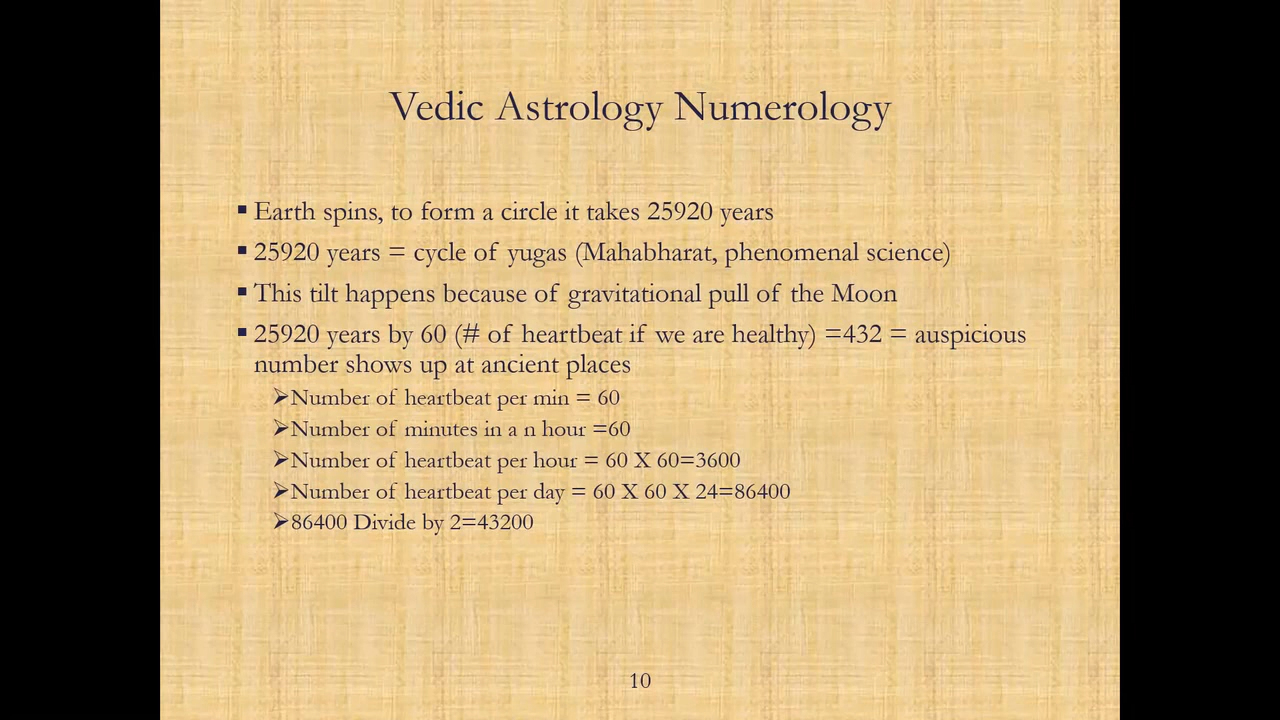 Vedic Astrology Numerology
▪ Earth spins, to form a circle it takes 25920 years
▪ 25920 years = cycle of yugas (Mahabharat, phenomenal science)
▪ This tilt happens because of gravitational pull of the Moon
▪ 25920 years by 60 (# of heartbeat if we are healthy) =432 = auspicious
number shows up at ancient places
➢Number of heartbeat per min = 60
➢Number of minutes in a n hour =60
➢Number of heartbeat per hour = 60 X 60=3600
➢Number of heartbeat per day = 60 X 60 X 24=86400
➢86400 Divide by 2=43200
10